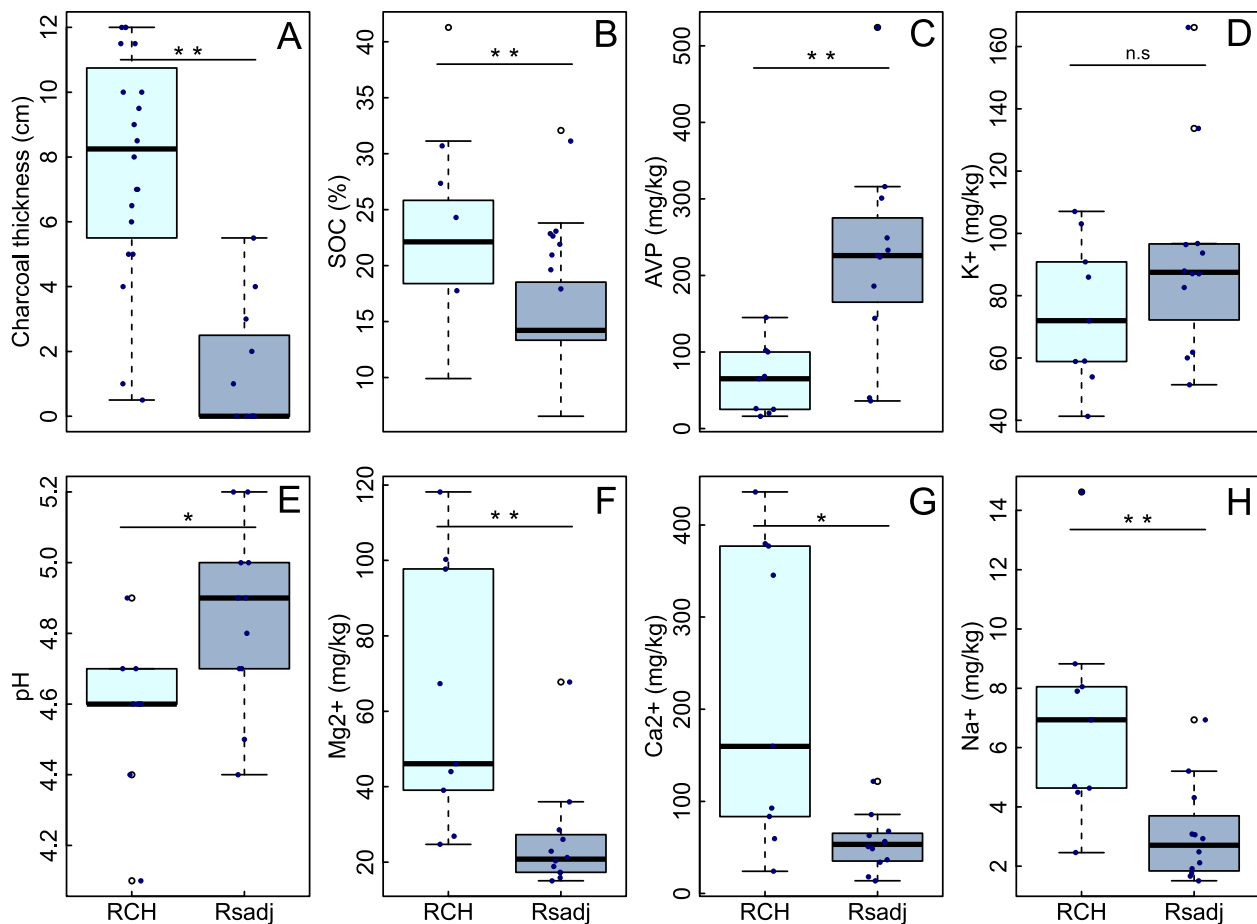 A
Charcoal thickness (cm)
12
10
8
6
4
2
0
* *
B
SOC (%)
40
35
30
25
20
15
10
* *
C
AVP (mg/kg)
500
400
300
200
100
0
* *
D
K+ (mg/kg)
160
140
120
100
80
60
40
n.s
E
pH
5.2
5.0
4.8
4.6
4.4
4.2
*
RCH Rsadj
F
Mg2+ (mg/kg)
120
100
80
60
40
20
* *
RCH Rsadj
G
Ca2+ (mg/kg)
400
300
200
100
0
*
RCH Rsadj
H
Na+ (mg/kg)
14
12
10
8
6
4
2
* *
RCH Rsadj